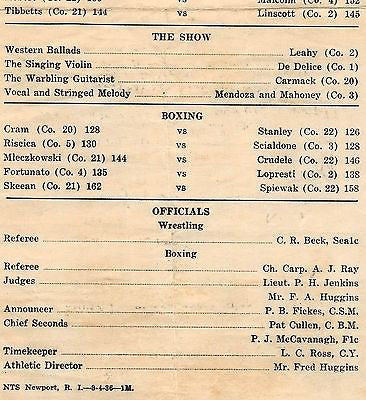 Tibbetts (Co. 21) 144 vs Linscott (Co. 2) 145
THE SHOW
Western Ballads Leahy (Co. 2)
The Singing Violin De Delice (Co. 1)
The Warbling Guitarist Carmack (Co. 20)
Vocal and Stringed Melody Mendoza and Mahoney (Co. 3)
BOXING
Cram (Co. 20) 128 vs Stanley (Co. 22) 126
Riscica (Co. 5) 130 vs Scialdone (Co. 3) 128
Mleczkowski (Co. 21) 144 vs Crudele (Co. 22) 146
Fortunato (Co. 4) 135 vs Lopresti (Co. 2) 138
Skeean (Co. 21) 162 vs Spiewak (Co. 22) 158
OFFICIALS
Wrestling
Referee C. R. Beck, Sealc
Boxing
Referee Ch. Carp. A. J. Ray
Judges Lieut. P. H. Jenkins
Mr. F. A. Huggins
Announcer P. B. Fickes, C.S.M.
Chief Seconds Pat Cullen, C. B.M.
P. J. McCavanagh, F1c
Timekeeper L. C. Ross, C.Y.
Athletic Director Mr. Fred Huggins
NTS Newport, R. I.—8-4-36—1M.